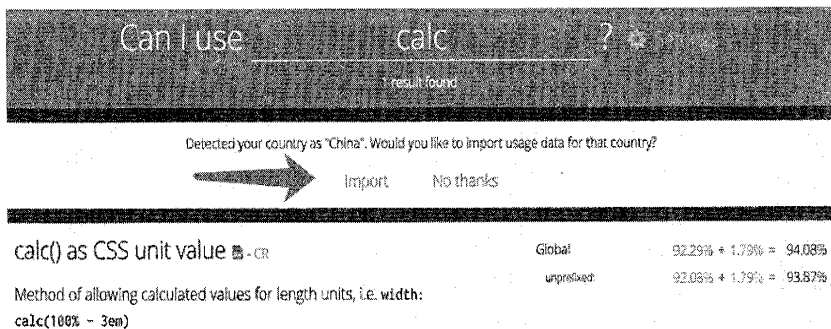 Can I use calc ? Settings
1 result found
Detected your country as "China". Would you like to import usage data for that country?
Import No thanks
calc() as CSS unit value - CR
Global 92.29% + 1.79% = 94.08%
unprefixed: 92.08% + 1.79% = 93.87%
Method of allowing calculated values for length units, i.e. width:
calc(100% - 3em)